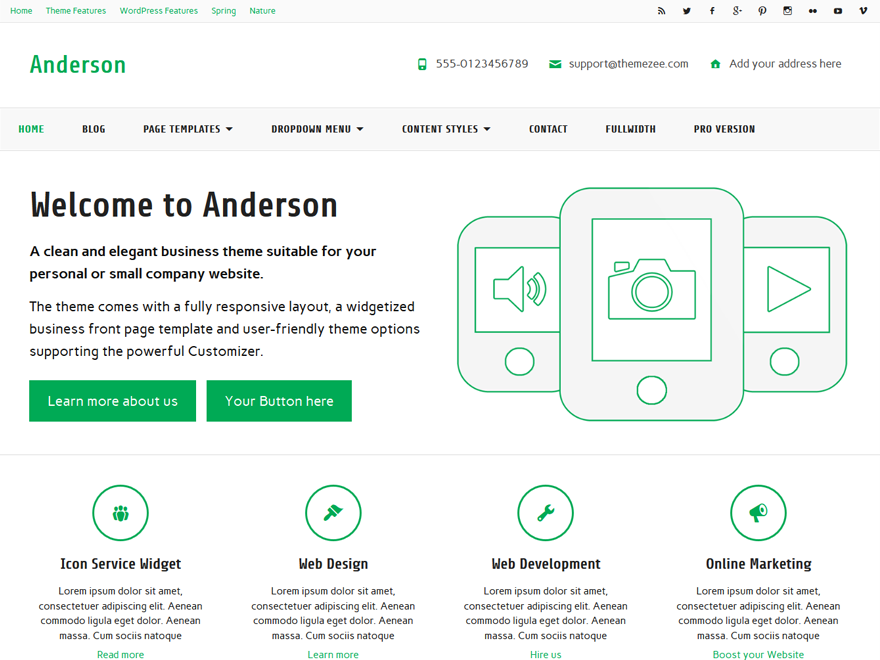 Home Theme Features WordPress Features Spring Nature
Anderson
555-0123456789 support@themezee.com Add your address here
HOME BLOG PAGE TEMPLATES DROPDOWN MENU CONTENT STYLES CONTACT FULLWIDTH PRO VERSION
Welcome to Anderson
A clean and elegant business theme suitable for your
personal or small company website.
The theme comes with a fully responsive layout, a widgetized
business front page template and user-friendly theme options
supporting the powerful Customizer.
Learn more about us Your Button here
Icon Service Widget
Lorem ipsum dolor sit amet,
consectetuer adipiscing elit. Aenean
commodo ligula eget dolor. Aenean
massa. Cum sociis natoque
Read more
Web Design
Lorem ipsum dolor sit amet,
consectetuer adipiscing elit. Aenean
commodo ligula eget dolor. Aenean
massa. Cum sociis natoque
Learn more
Web Development
Lorem ipsum dolor sit amet,
consectetuer adipiscing elit. Aenean
commodo ligula eget dolor. Aenean
massa. Cum sociis natoque
Hire us
Online Marketing
Lorem ipsum dolor sit amet,
consectetuer adipiscing elit. Aenean
commodo ligula eget dolor. Aenean
massa. Cum sociis natoque
Boost your Website